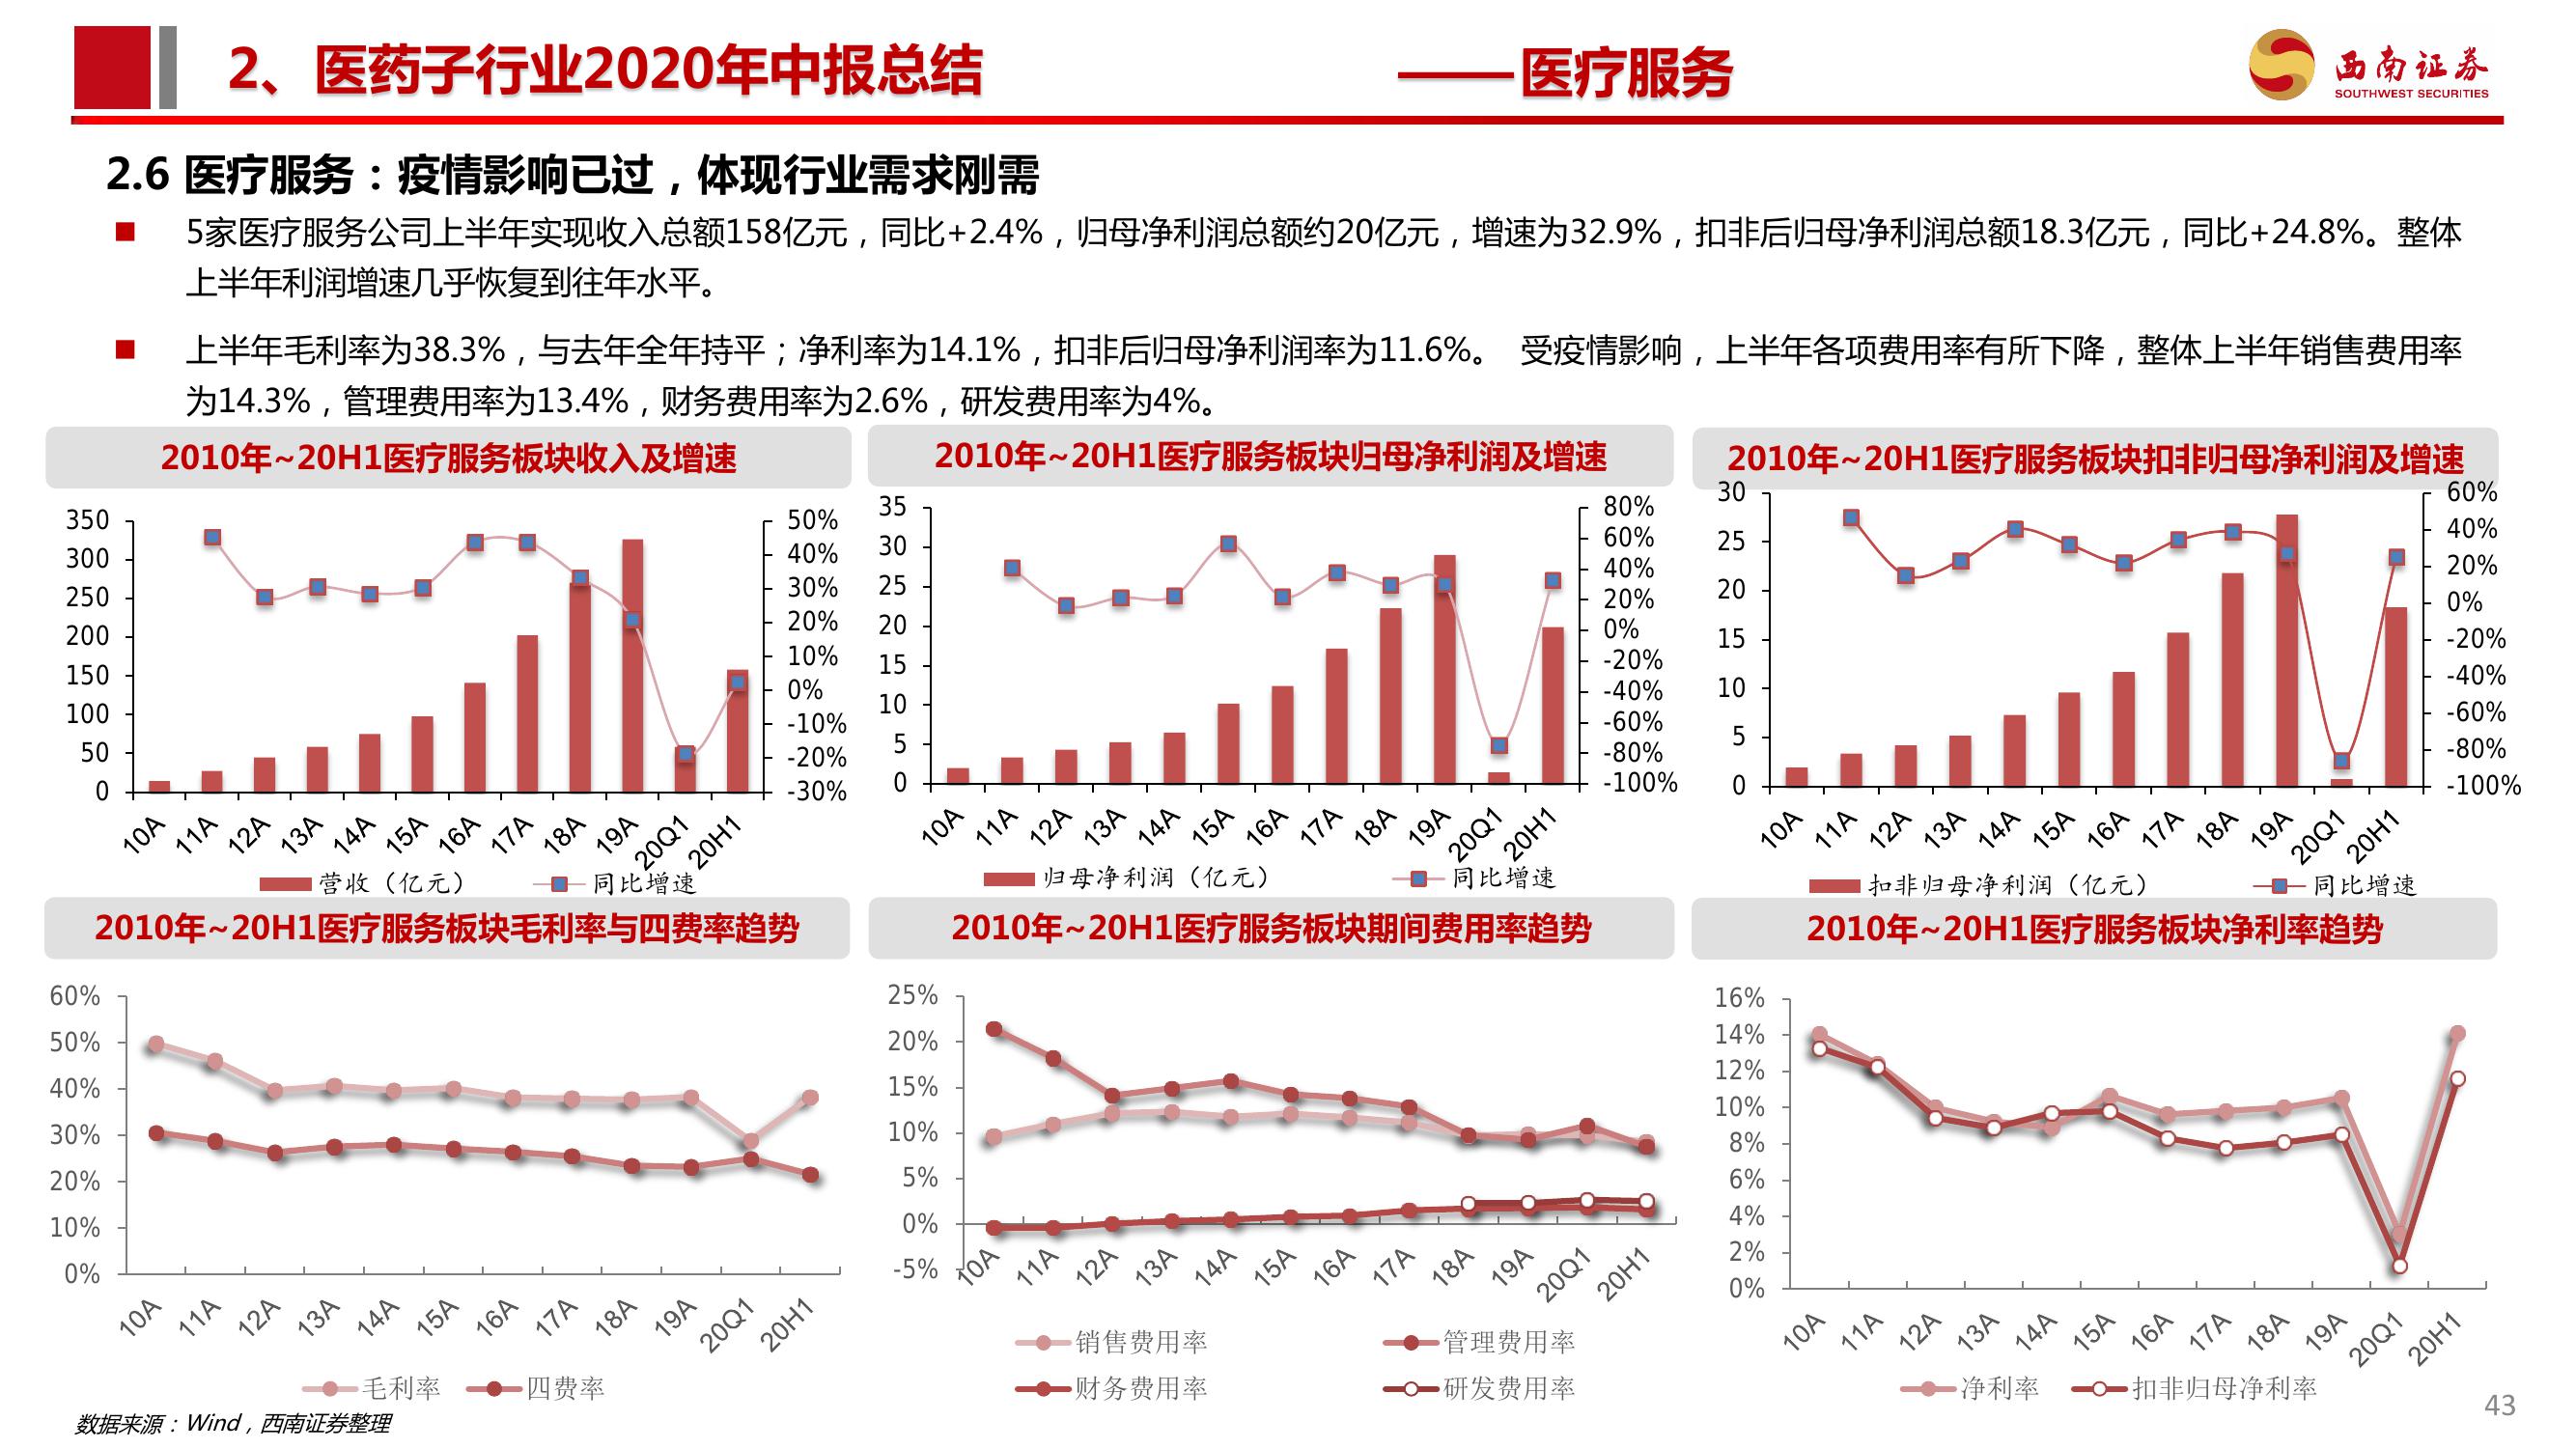 2、医药子行业2020年中报总结
——医疗服务
西南证券
SOUTHWEST SECURITIES
2.6 医疗服务：疫情影响已过，体现行业需求刚需
5家医疗服务公司上半年实现收入总额158亿元，同比+2.4%，归母净利润总额约20亿元，增速为32.9%，扣非后归母净利润总额18.3亿元，同比+24.8%。整体
上半年利润增速几乎恢复到往年水平。
上半年毛利率为38.3%，与去年全年持平；净利率为14.1%，扣非后归母净利润率为11.6%。 受疫情影响，上半年各项费用率有所下降，整体上半年销售费用率
为14.3%，管理费用率为13.4%，财务费用率为2.6%，研发费用率为4%。
2010年~20H1医疗服务板块收入及增速
350
300
250
200
150
100
50
0
50%
40%
30%
20%
10%
0%
-10%
-20%
-30%
10A 11A 12A 13A 14A 15A 16A 17A 18A 19A 20Q1 20H1
营收（亿元） 同比增速
2010年~20H1医疗服务板块归母净利润及增速
35
30
25
20
15
10
5
0
80%
60%
40%
20%
0%
-20%
-40%
-60%
-80%
-100%
10A 11A 12A 13A 14A 15A 16A 17A 18A 19A 20Q1 20H1
归母净利润（亿元） 同比增速
2010年~20H1医疗服务板块扣非归母净利润及增速
30
25
20
15
10
5
0
60%
40%
20%
0%
-20%
-40%
-60%
-80%
-100%
10A 11A 12A 13A 14A 15A 16A 17A 18A 19A 20Q1 20H1
扣非归母净利润（亿元） 同比增速
2010年~20H1医疗服务板块毛利率与四费率趋势
60%
50%
40%
30%
20%
10%
0%
10A 11A 12A 13A 14A 15A 16A 17A 18A 19A 20Q1 20H1
毛利率 四费率
2010年~20H1医疗服务板块期间费用率趋势
25%
20%
15%
10%
5%
0%
-5%
10A 11A 12A 13A 14A 15A 16A 17A 18A 19A 20Q1 20H1
销售费用率 管理费用率
财务费用率 研发费用率
2010年~20H1医疗服务板块净利率趋势
16%
14%
12%
10%
8%
6%
4%
2%
0%
10A 11A 12A 13A 14A 15A 16A 17A 18A 19A 20Q1 20H1
净利率 扣非归母净利率
数据来源：Wind，西南证券整理
43